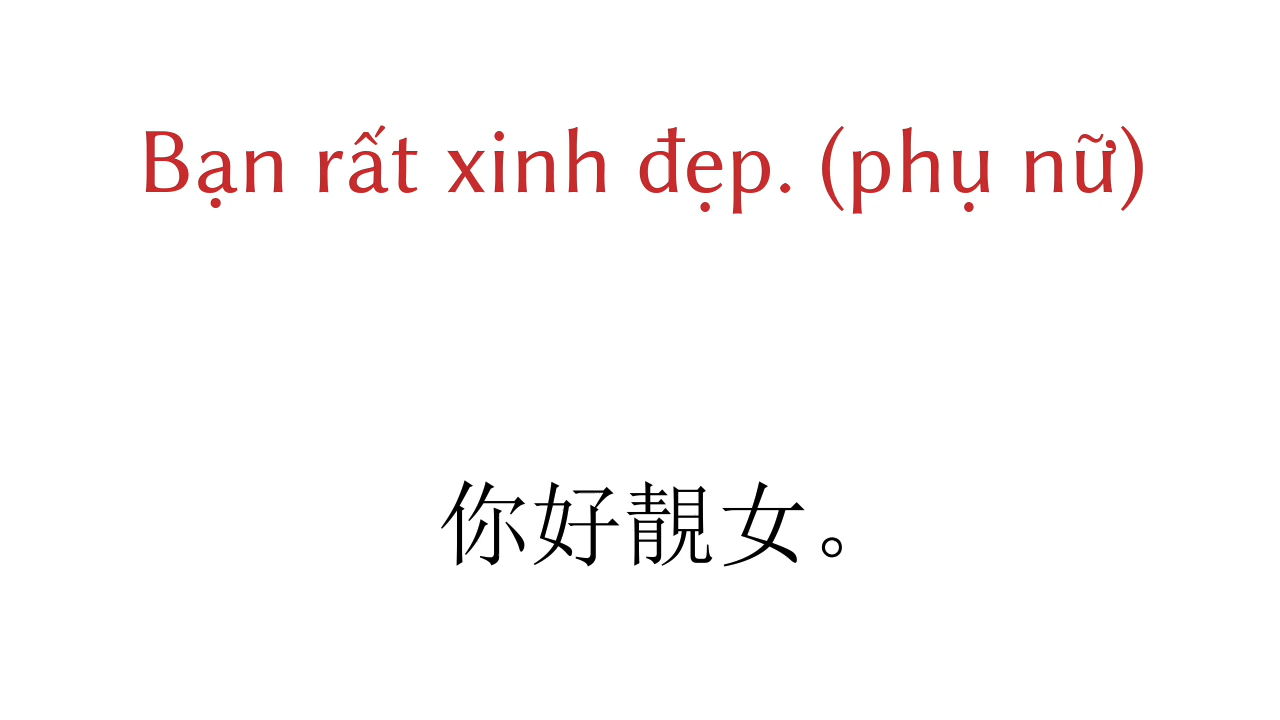 Bạn rất xinh đẹp. (phụ nữ)
你好靚女。